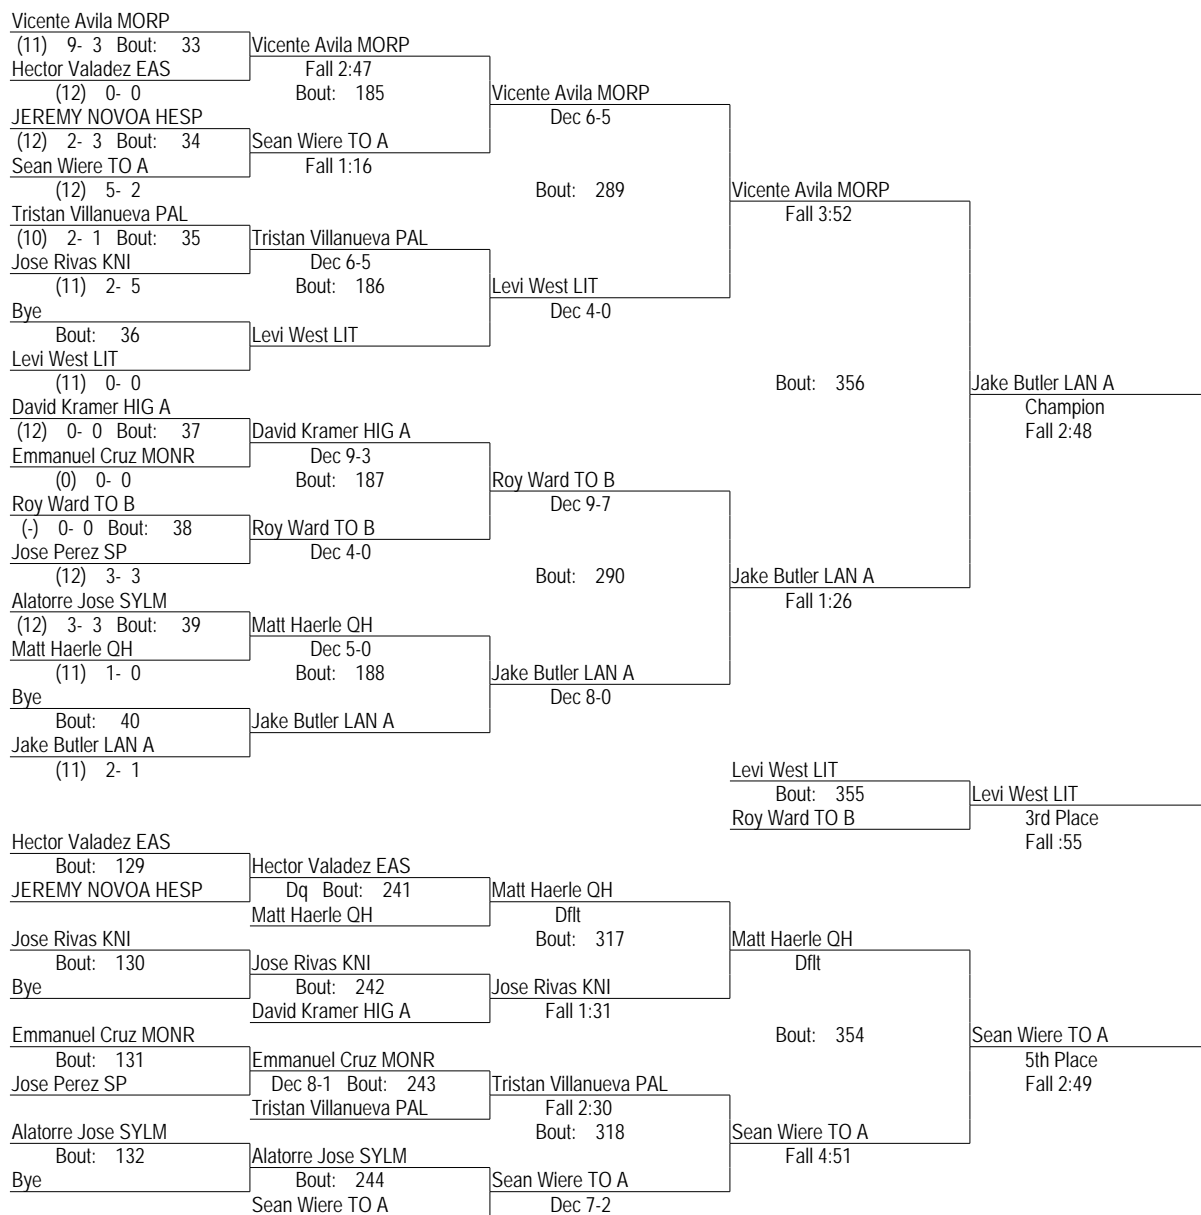 Vicente Avila MORP
(11) 9- 3 Bout: 33 Vicente Avila MORP
Hector Valadez EAS Fall 2:47
(12) 0- 0 Bout: 185 Vicente Avila MORP
JEREMY NOVOA HESP Dec 6-5
(12) 2- 3 Bout: 34 Sean Wiere TO A
Sean Wiere TO A Fall 1:16
(12) 5- 2 Bout: 289 Vicente Avila MORP
Tristan Villanueva PAL Fall 3:52
(10) 2- 1 Bout: 35 Tristan Villanueva PAL
Jose Rivas KNI Dec 6-5
(11) 2- 5 Bout: 186 Levi West LIT
Bye Dec 4-0
Bout: 36 Levi West LIT
Levi West LIT
(11) 0- 0 Bout: 356 Jake Butler LAN A
David Kramer HIG A Champion
(12) 0- 0 Bout: 37 David Kramer HIG A Fall 2:48
Emmanuel Cruz MONR Dec 9-3
(0) 0- 0 Bout: 187 Roy Ward TO B
Roy Ward TO B Dec 9-7
(-) 0- 0 Bout: 38 Roy Ward TO B
Jose Perez SP Dec 4-0
(12) 3- 3 Bout: 290 Jake Butler LAN A
Alatorre Jose SYLM Fall 1:26
(12) 3- 3 Bout: 39 Matt Haerle QH
Matt Haerle QH Dec 5-0
(11) 1- 0 Bout: 188 Jake Butler LAN A
Bye Dec 8-0
Bout: 40 Jake Butler LAN A
Jake Butler LAN A
(11) 2- 1 Levi West LIT
Bout: 355 Levi West LIT
Roy Ward TO B 3rd Place
Hector Valadez EAS Fall :55
Bout: 129 Hector Valadez EAS
JEREMY NOVOA HESP Dq Bout: 241 Matt Haerle QH
Matt Haerle QH Dflt
Jose Rivas KNI Bout: 317 Matt Haerle QH
Bout: 130 Jose Rivas KNI Dflt
Bye Bout: 242 Jose Rivas KNI
David Kramer HIG A Fall 1:31
Emmanuel Cruz MONR Bout: 354 Sean Wiere TO A
Bout: 131 Emmanuel Cruz MONR 5th Place
Jose Perez SP Dec 8-1 Bout: 243 Tristan Villanueva PAL Fall 2:49
Tristan Villanueva PAL Fall 2:30
Alatorre Jose SYLM Bout: 318 Sean Wiere TO A
Bout: 132 Alatorre Jose SYLM Fall 4:51
Bye Bout: 244 Sean Wiere TO A
Sean Wiere TO A Dec 7-2